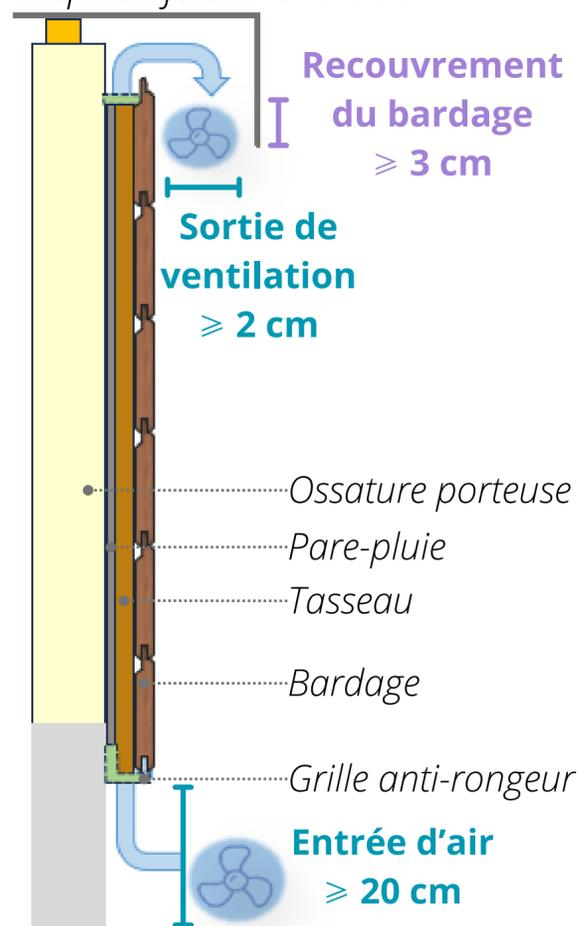 Recouvrement
du bardage
⩾ 3 cm
Sortie de
ventilation
⩾ 2 cm
Ossature porteuse
Pare-pluie
Tasseau
Bardage
Grille anti-rongeur
Entrée d’air
⩾ 20 cm